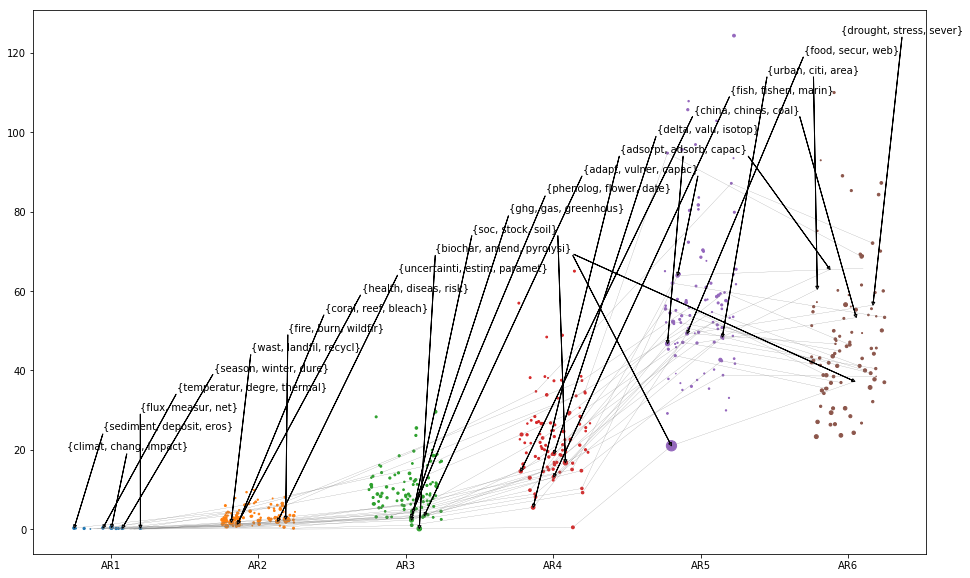 {drought, stress, sever}
120
{food, secur, web}
{urban, citi, area}
{fish, fisheri, marin}
100
{china, chines, coal}
{delta, valu, isotop}
{adsorpt, adsorb, capac}
{adapt, vulner, capac}
{phenolog, flower, date}
80
{ghg, gas, greenhous}
{soc, stock, soil}
{biochar, amend, pyrolysi}
{uncertainti, estim, paramet}
60
{health, diseas, risk}
{coral, reef, bleach}
{fire, burn, wildfir}
{wast, landfil, recycl}
40
{season, winter, dure}
{temperatur, degre, thermal}
{flux, measur, net}
{sediment, deposit, eros}
{climat, chang, impact}
20
0
AR1 AR2 AR3 AR4 AR5 AR6